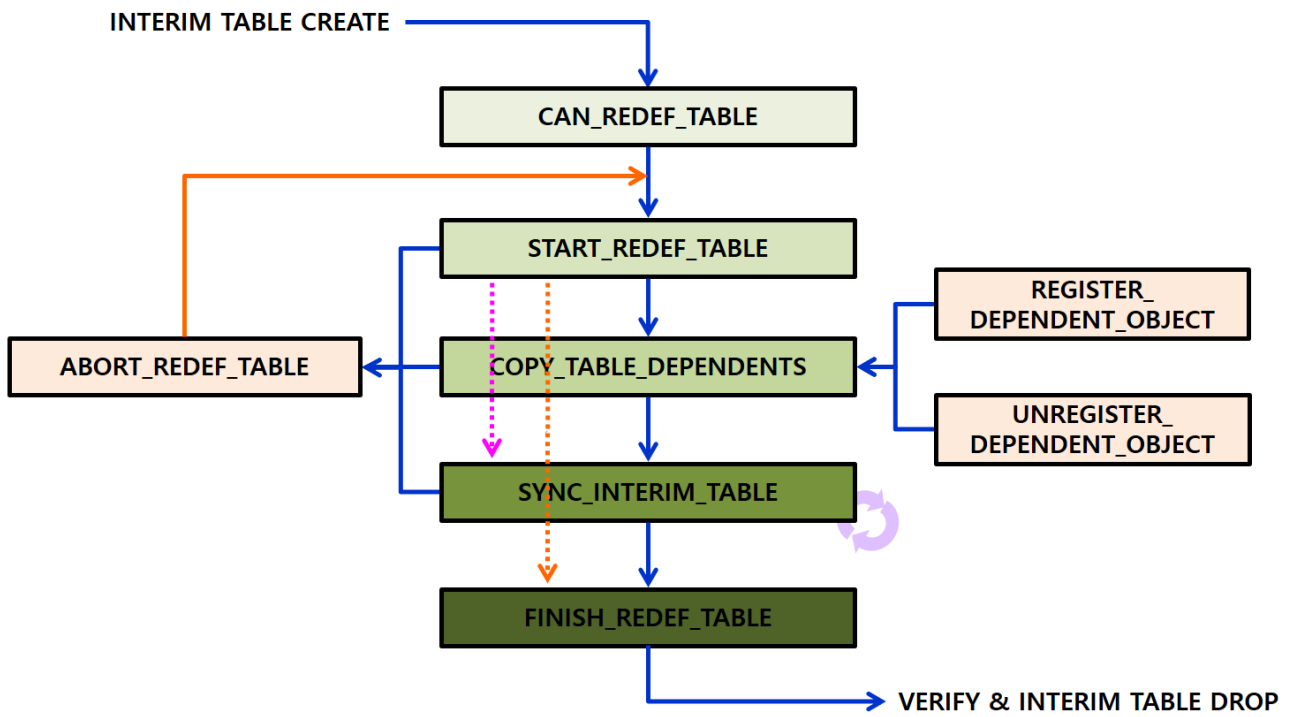 INTERIM TABLE CREATE
CAN_REDEF_TABLE
START_REDEF_TABLE
REGISTER_
DEPENDENT_OBJECT
ABORT_REDEF_TABLE
COPY_TABLE_DEPENDENTS
UNREGISTER_
DEPENDENT_OBJECT
SYNC_INTERIM_TABLE
FINISH_REDEF_TABLE
VERIFY & INTERIM TABLE DROP